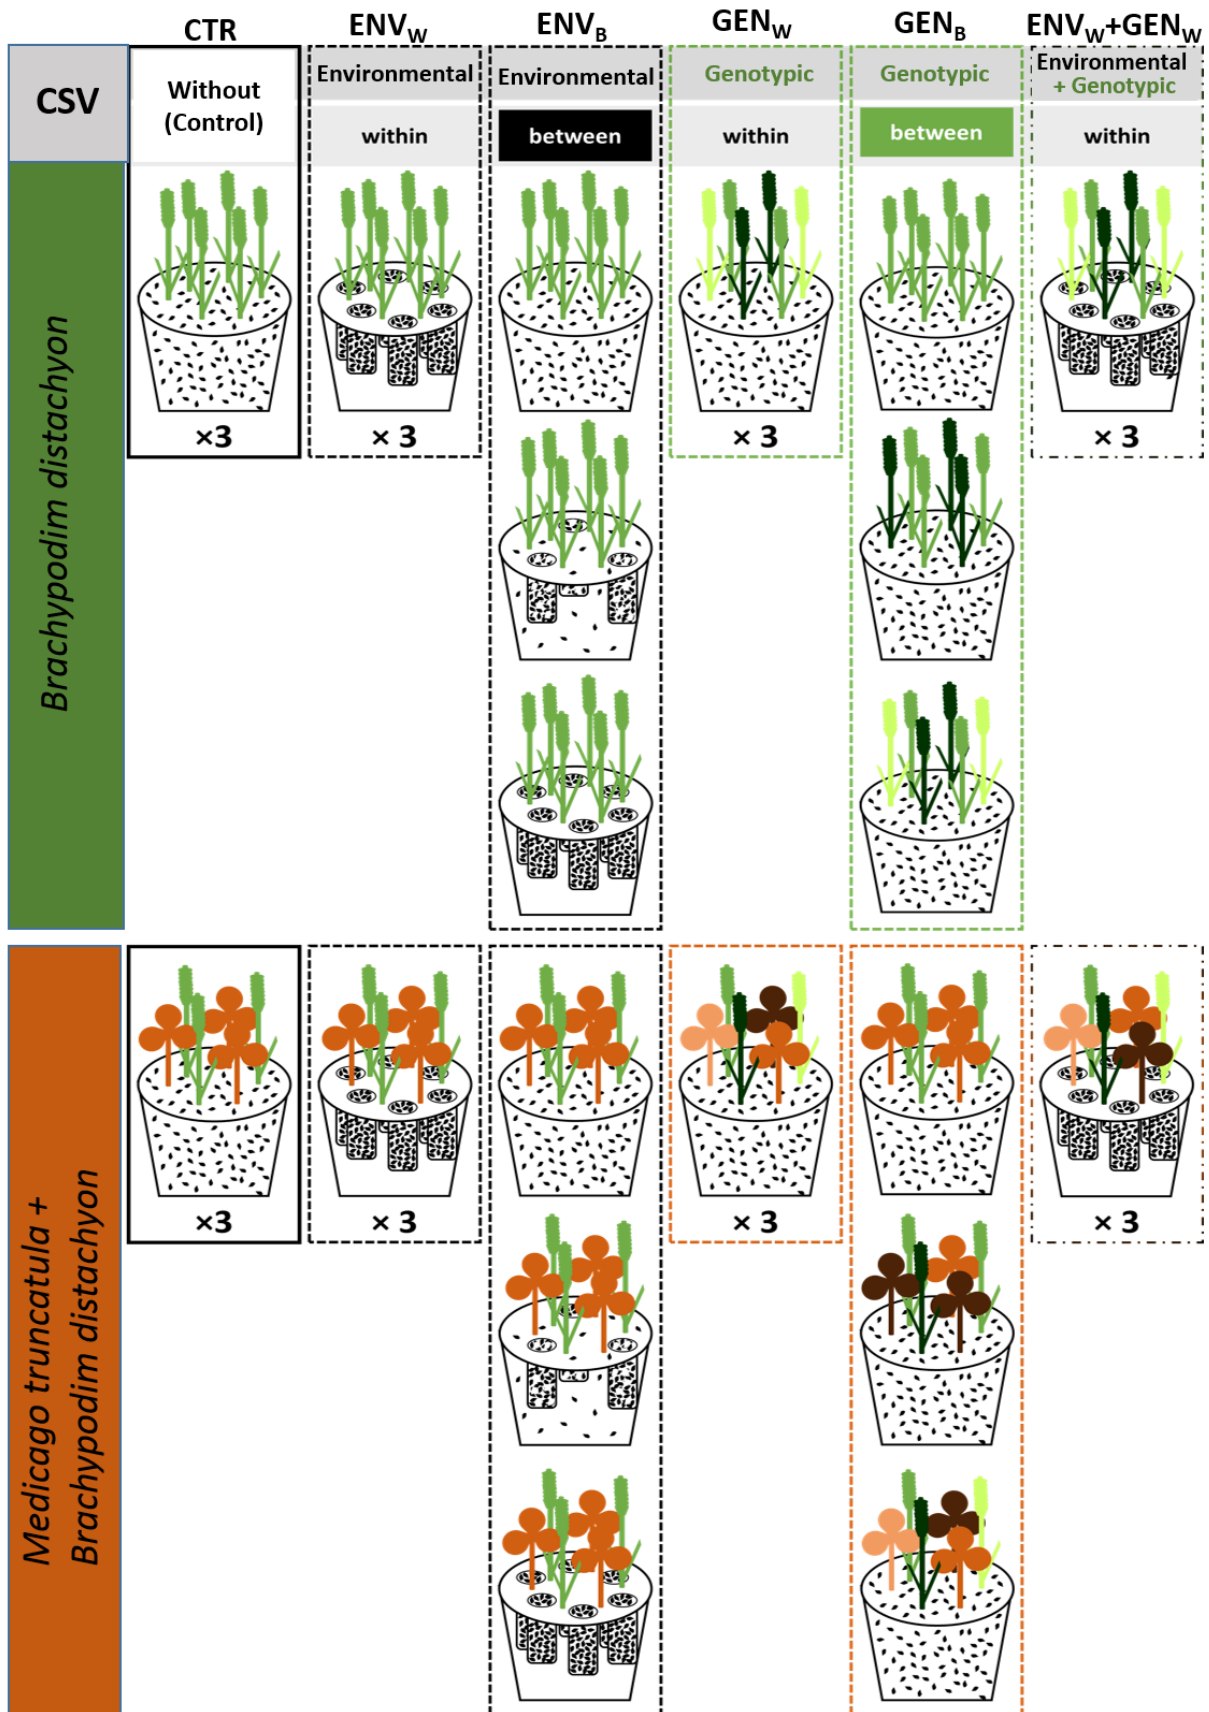 CTR
ENVW
ENVB
GENW
GENB
ENVW+GENW
CSV
Without
(Control)
Environmental
within
Environmental
between
Genotypic
within
Genotypic
between
Environmental
+ Genotypic
within
Brachypodim distachyon
×3
× 3
× 3
× 3
Medicago truncatula +
Brachypodim distachyon
×3
× 3
× 3
× 3